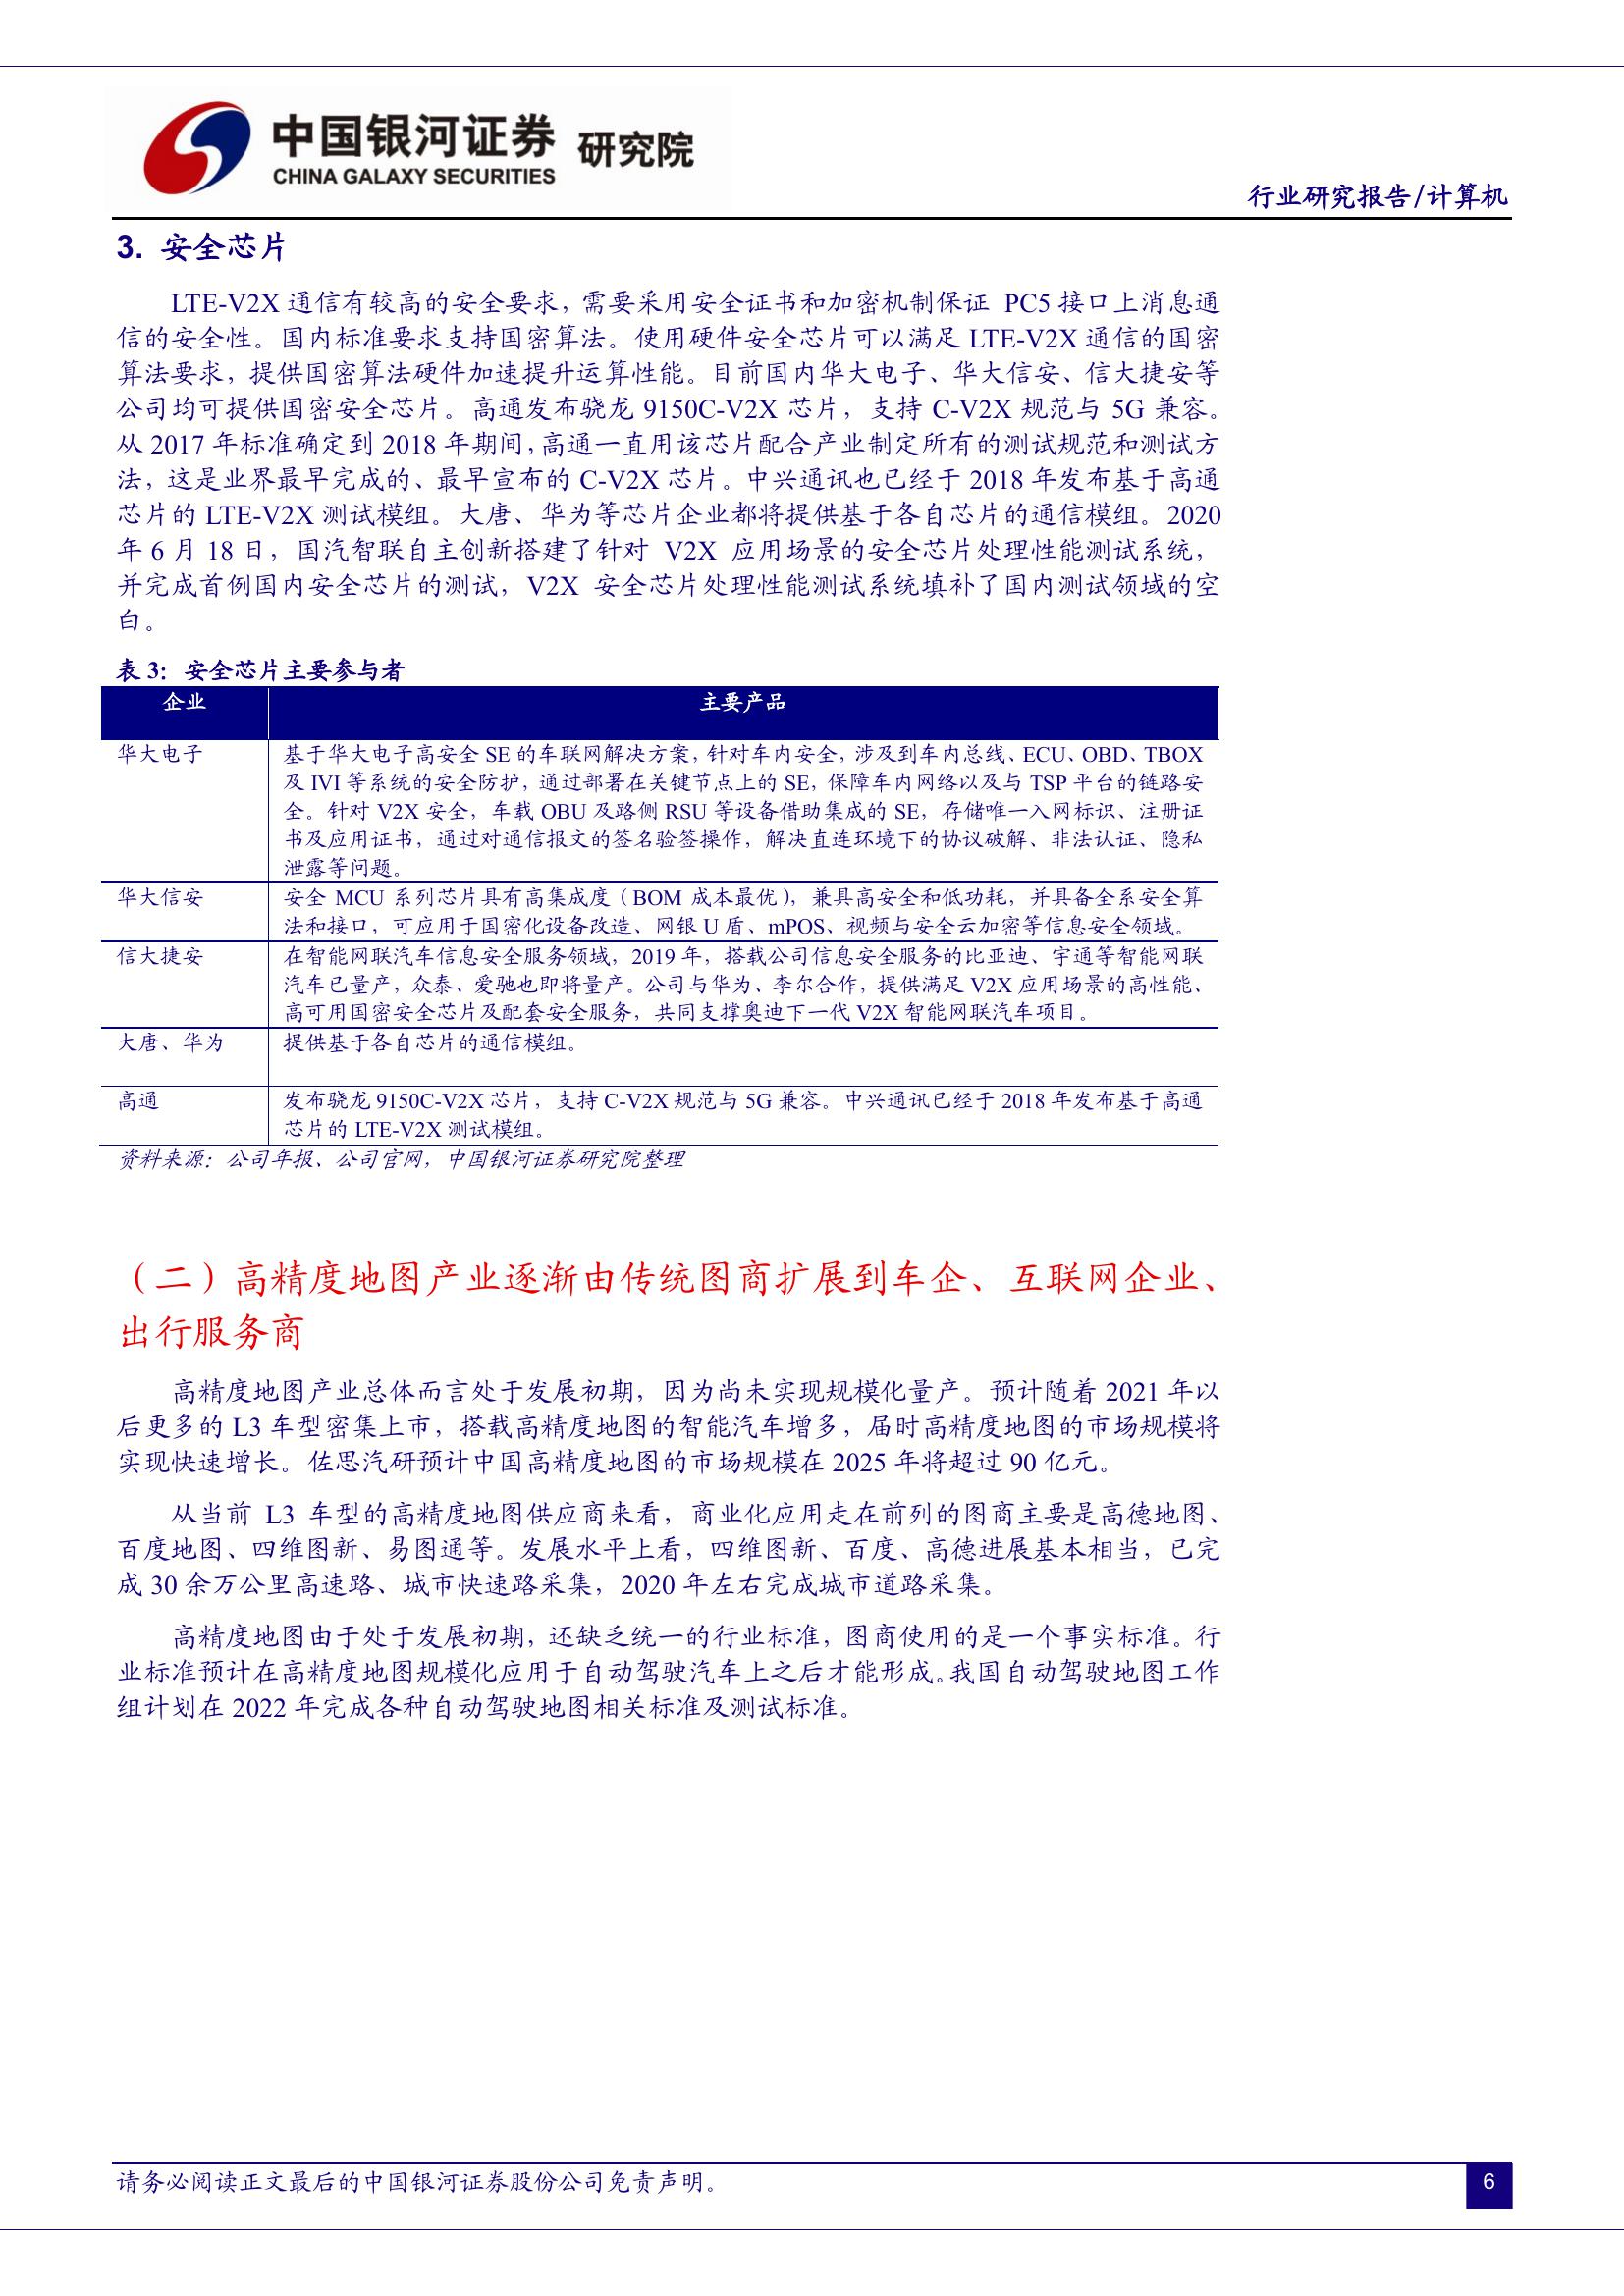 中国银河证券 研究院
CHINA GALAXY SECURITIES
行业研究报告/计算机
3. 安全芯片
LTE-V2X 通信有较高的安全要求，需要采用安全证书和加密机制保证 PC5 接口上消息通
信的安全性。国内标准要求支持国密算法。使用硬件安全芯片可以满足 LTE-V2X 通信的国密
算法要求，提供国密算法硬件加速提升运算性能。目前国内华大电子、华大信安、信大捷安等
公司均可提供国密安全芯片。高通发布骁龙 9150C-V2X 芯片，支持 C-V2X 规范与 5G 兼容。
从 2017 年标准确定到 2018 年期间，高通一直用该芯片配合产业制定所有的测试规范和测试方
法，这是业界最早完成的、最早宣布的 C-V2X 芯片。中兴通讯也已经于 2018 年发布基于高通
芯片的 LTE-V2X 测试模组。大唐、华为等芯片企业都将提供基于各自芯片的通信模组。2020
年 6 月 18 日，国汽智联自主创新搭建了针对 V2X 应用场景的安全芯片处理性能测试系统，
并完成首例国内安全芯片的测试，V2X 安全芯片处理性能测试系统填补了国内测试领域的空
白。
表 3：安全芯片主要参与者
企业 主要产品
华大电子 基于华大电子高安全 SE 的车联网解决方案，针对车内安全，涉及到车内总线、ECU、OBD、TBOX
及 IVI 等系统的安全防护，通过部署在关键节点上的 SE，保障车内网络以及与 TSP 平台的链路安
全。针对 V2X 安全，车载 OBU 及路侧 RSU 等设备借助集成的 SE，存储唯一入网标识、注册证
书及应用证书，通过对通信报文的签名验签操作，解决直连环境下的协议破解、非法认证、隐私
泄露等问题。
华大信安 安全 MCU 系列芯片具有高集成度（BOM 成本最优），兼具高安全和低功耗，并具备全系安全算
法和接口，可应用于国密化设备改造、网银 U 盾、mPOS、视频与安全云加密等信息安全领域。
信大捷安 在智能网联汽车信息安全服务领域，2019 年，搭载公司信息安全服务的比亚迪、宇通等智能网联
汽车已量产，众泰、爱驰也即将量产。公司与华为、李尔合作，提供满足 V2X 应用场景的高性能、
高可用国密安全芯片及配套安全服务，共同支撑奥迪下一代 V2X 智能网联汽车项目。
大唐、华为 提供基于各自芯片的通信模组。
高通 发布骁龙 9150C-V2X 芯片，支持 C-V2X 规范与 5G 兼容。中兴通讯已经于 2018 年发布基于高通
芯片的 LTE-V2X 测试模组。
资料来源：公司年报、公司官网，中国银河证券研究院整理
（二）高精度地图产业逐渐由传统图商扩展到车企、互联网企业、
出行服务商
高精度地图产业总体而言处于发展初期，因为尚未实现规模化量产。预计随着 2021 年以
后更多的 L3 车型密集上市，搭载高精度地图的智能汽车增多，届时高精度地图的市场规模将
实现快速增长。佐思汽研预计中国高精度地图的市场规模在 2025 年将超过 90 亿元。
从当前 L3 车型的高精度地图供应商来看，商业化应用走在前列的图商主要是高德地图、
百度地图、四维图新、易图通等。发展水平上看，四维图新、百度、高德进展基本相当，已完
成 30 余万公里高速路、城市快速路采集，2020 年左右完成城市道路采集。
高精度地图由于处于发展初期，还缺乏统一的行业标准，图商使用的是一个事实标准。行
业标准预计在高精度地图规模化应用于自动驾驶汽车上之后才能形成。我国自动驾驶地图工作
组计划在 2022 年完成各种自动驾驶地图相关标准及测试标准。
请务必阅读正文最后的中国银河证券股份公司免责声明。
6